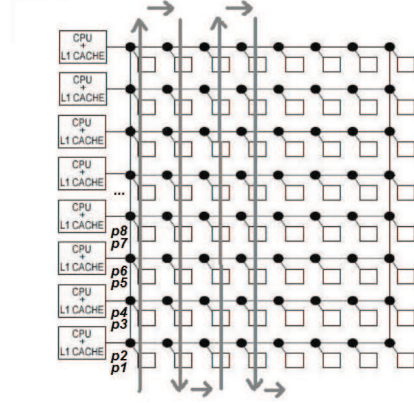 CPU
+
L1 CACHE
CPU
+
L1 CACHE
CPU
+
L1 CACHE
CPU
+
L1 CACHE
...
CPU
+
L1 CACHE
p8
p7
CPU
+
L1 CACHE
p6
p5
CPU
+
L1 CACHE
p4
p3
CPU
+
L1 CACHE
p2
p1